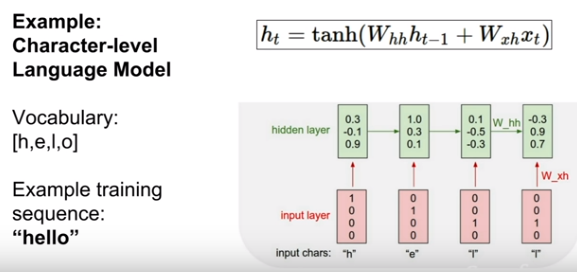 Example:
Character-level
Language Model
h_t = tanh(W_hh h_{t−1} + W_xh x_t)
Vocabulary:
[h,e,l,o]
Example training
sequence:
“hello”
hidden layer
0.3
-0.1
0.9
1.0
0.3
0.1
0.1
-0.5
-0.3
W_hh
-0.3
0.9
0.7
W_xh
input layer
1
0
0
0
0
1
0
0
0
0
1
0
0
0
1
0
input chars: "h" "e" "l" "l"